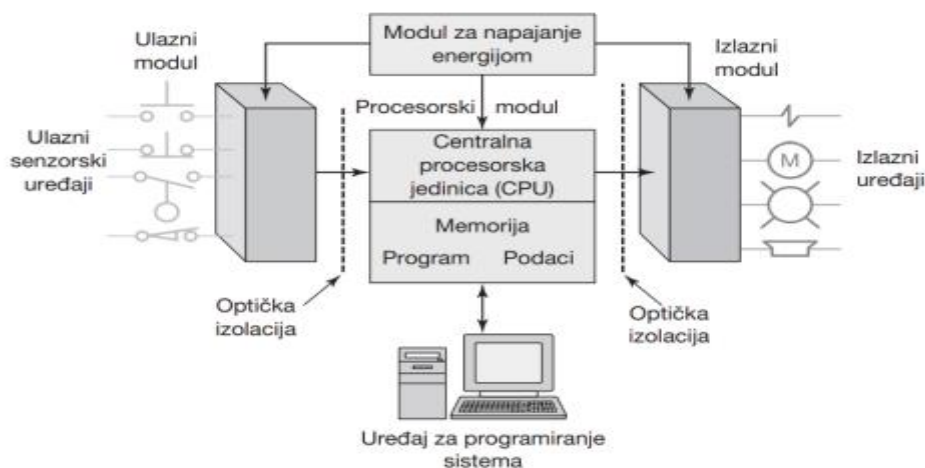 Ulazni
modul
Modul za napajanje
energijom
Izlazni
modul
Procesorski modul
Ulazni
senzorski
uređaji
Centralna
procesorska
jedinica (CPU)
M
Izlazni
uređaji
Memorija
Program Podaci
Optička
izolacija
Optička
izolacija
Uređaj za programiranje
sistema